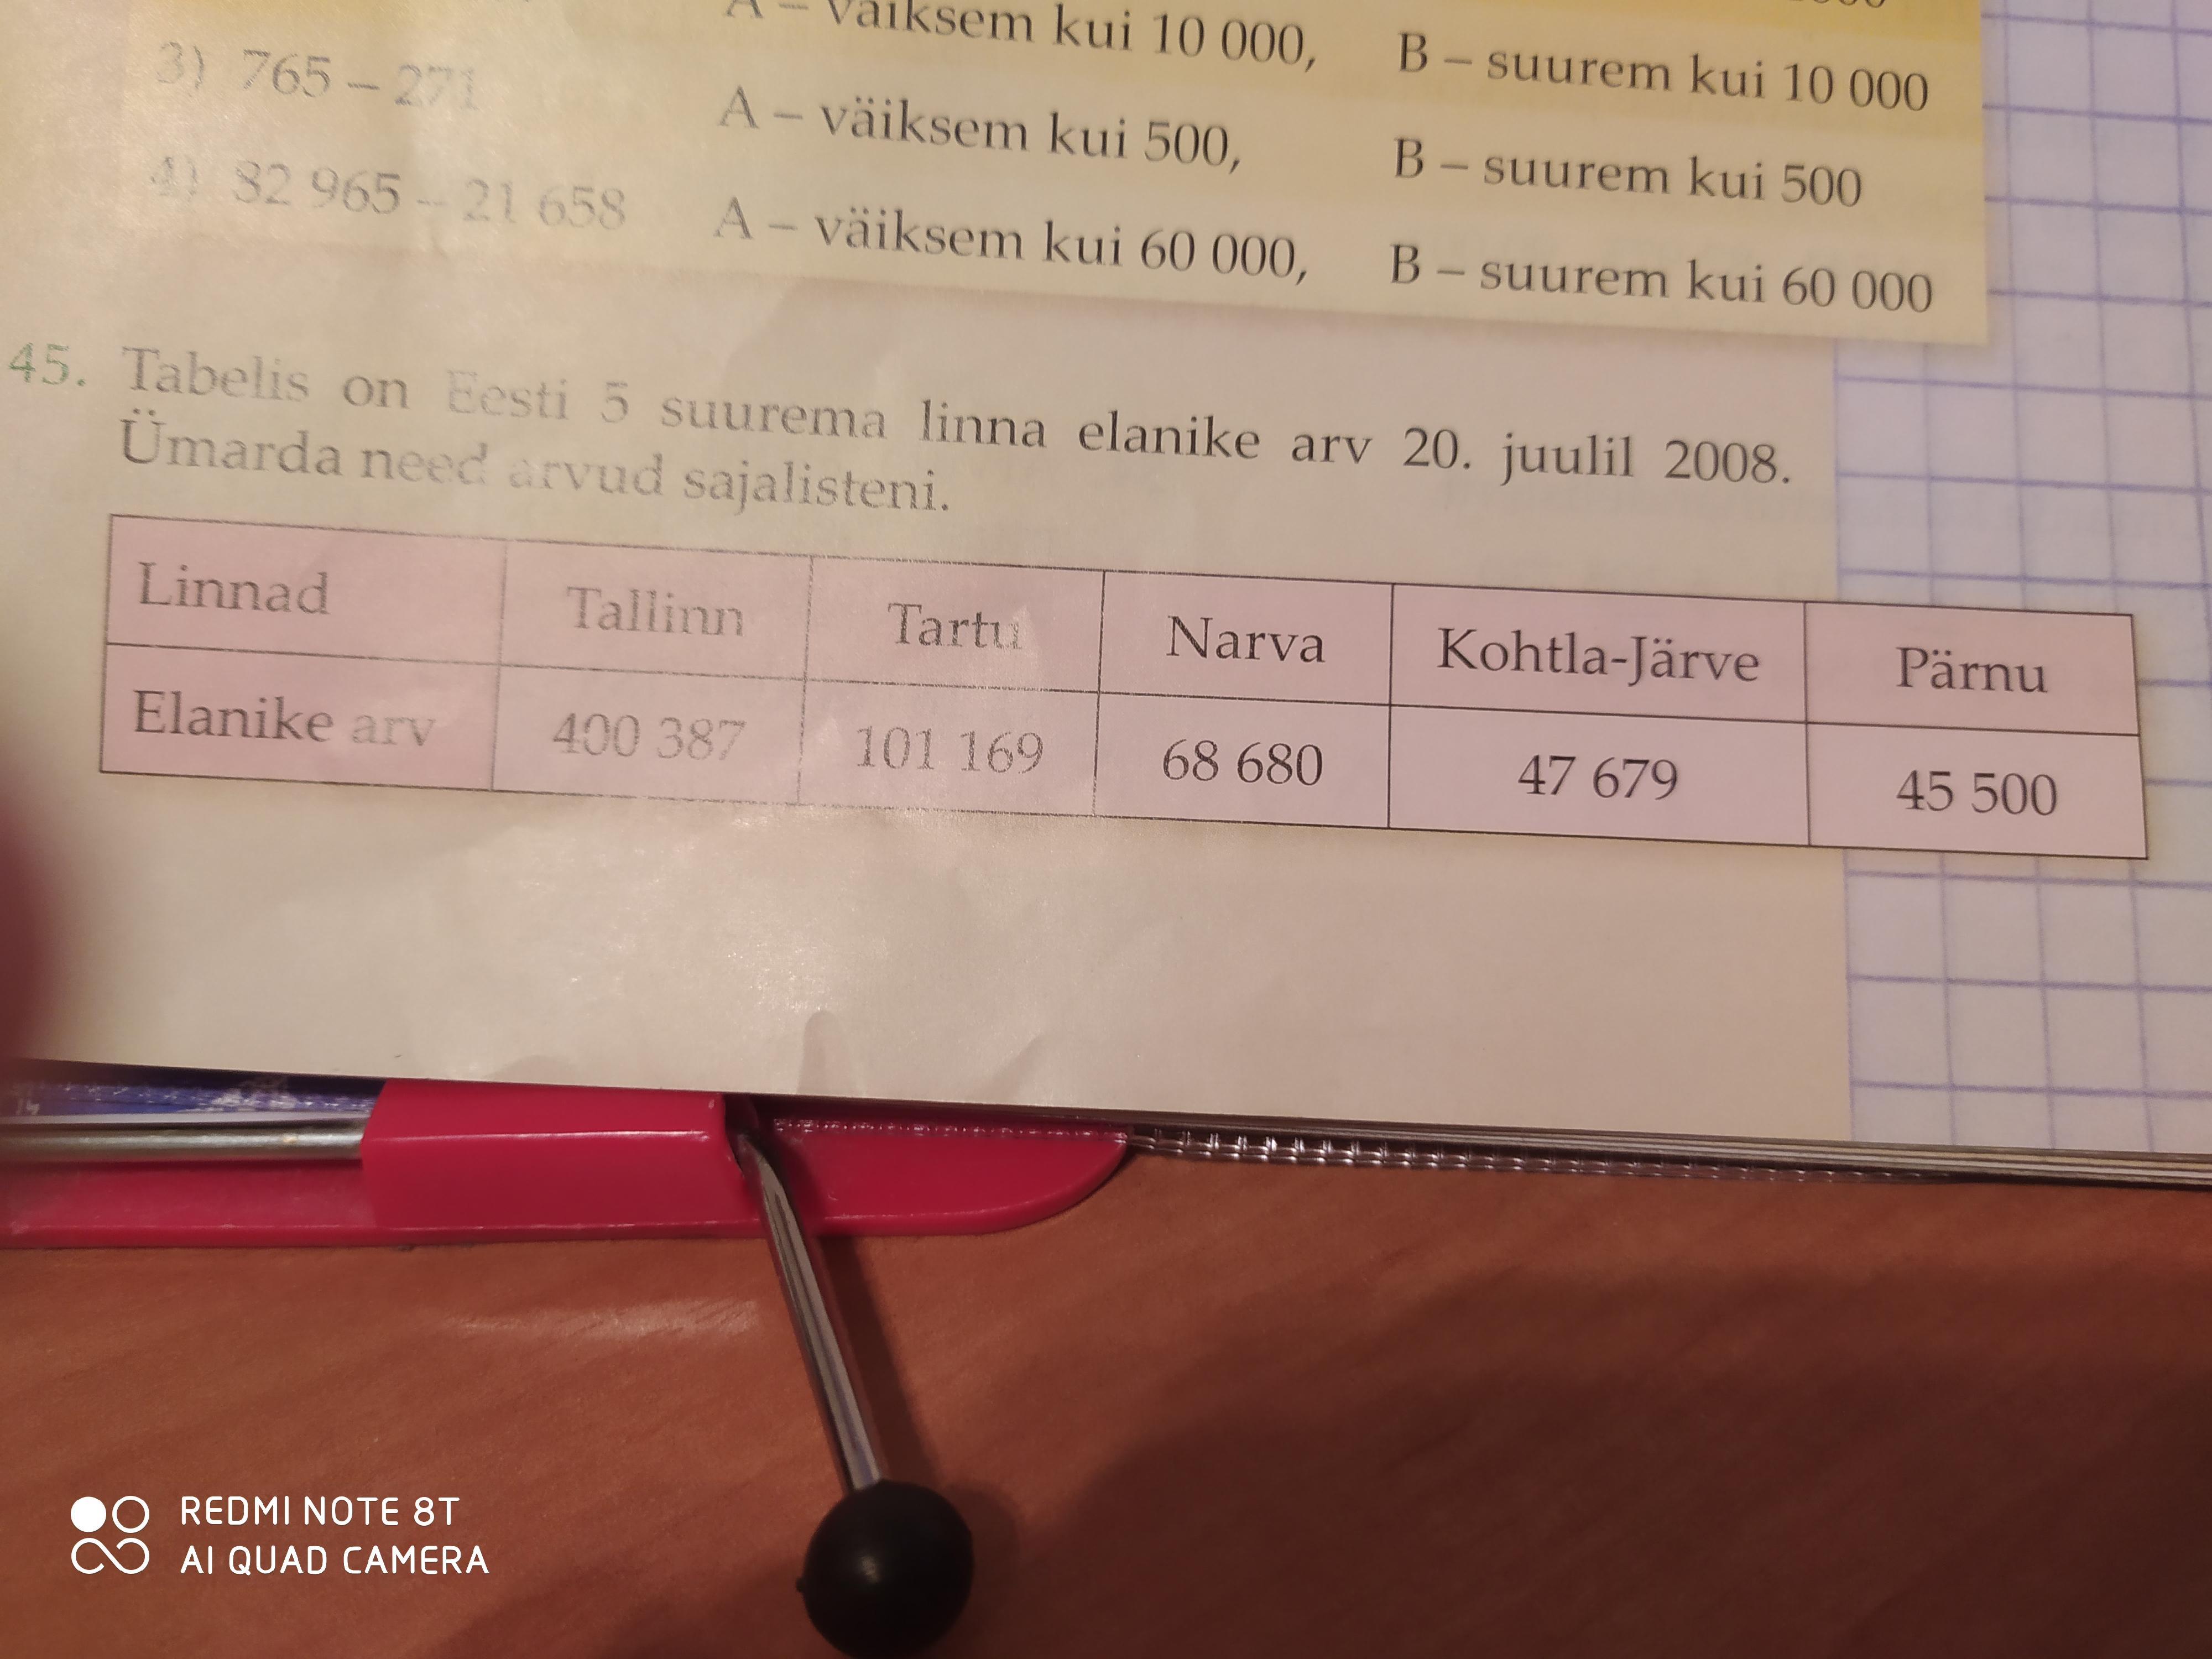 A – väiksem kui 10 000, B – suurem kui 10 000
3) 765 – 271 A – väiksem kui 500, B – suurem kui 500
4) 82 965 – 21 658 A – väiksem kui 60 000, B – suurem kui 60 000
45. Tabelis on Eesti 5 suurema linna elanike arv 20. juulil 2008.
Ümarda need arvud sajalisteni.
Linnad Tallinn Tartu Narva Kohtla-Järve Pärnu
Elanike arv 400 387 101 169 68 680 47 679 45 500
REDMI NOTE 8T
AI QUAD CAMERA